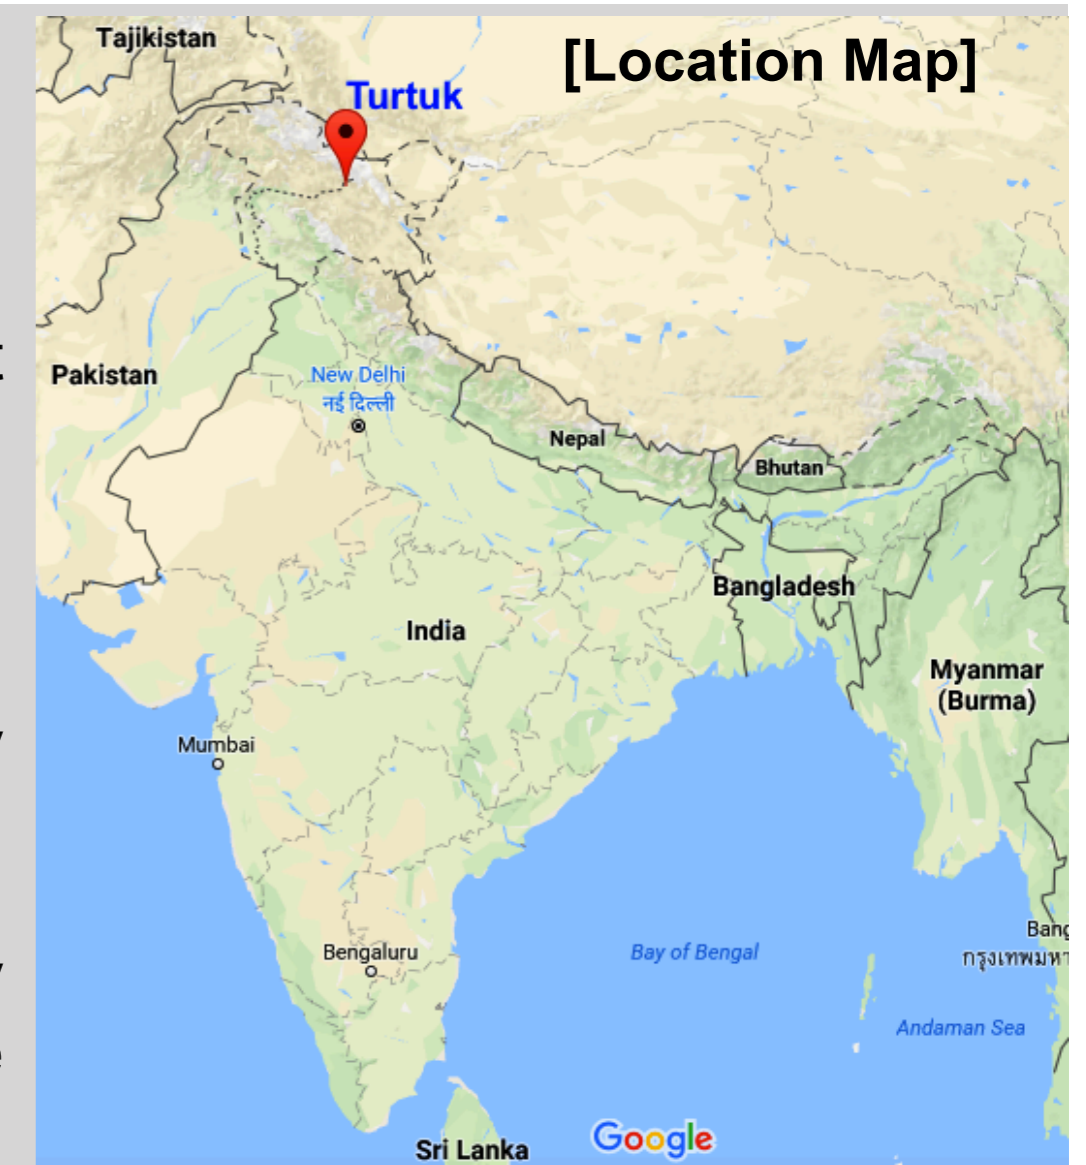 Tajikistan
[Location Map]
Turtuk
Pakistan
New Delhi
नई दिल्ली
Nepal
Bhutan
Bangladesh
India
Myanmar
(Burma)
Mumbai
Bengaluru
Bay of Bengal
Andaman Sea
Sri Lanka
Google